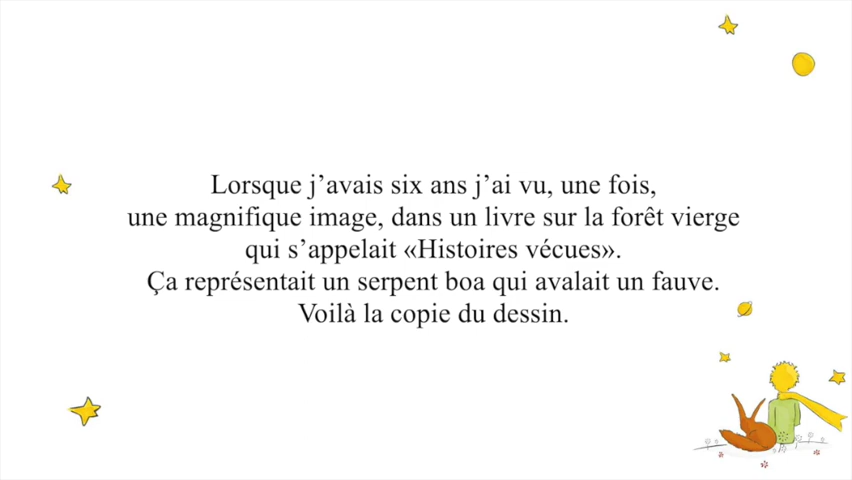 Lorsque j’avais six ans j’ai vu, une fois,
une magnifique image, dans un livre sur la forêt vierge
qui s’appelait «Histoires vécues».
Ça représentait un serpent boa qui avalait un fauve.
Voilà la copie du dessin.